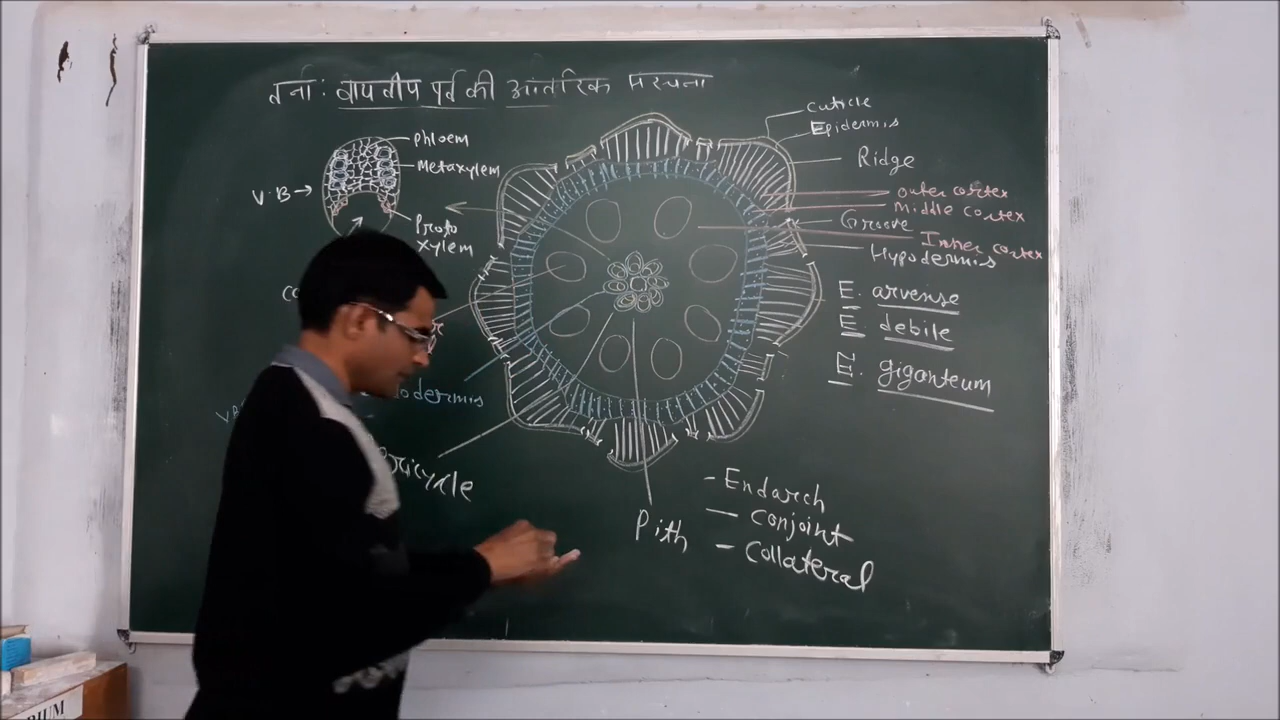 तना: वायवीय पर्व की आंतरिक संरचना
Phloem
Metaxylem
V.B
Proto
xylem
Cuticle
Epidermis
Ridge
Outer cortex
Middle cortex
Groove
Inner cortex
Hypodermis
E. arvense
E. debile
E. giganteum
Pith
- Endarch
- Conjoint
- Collateral